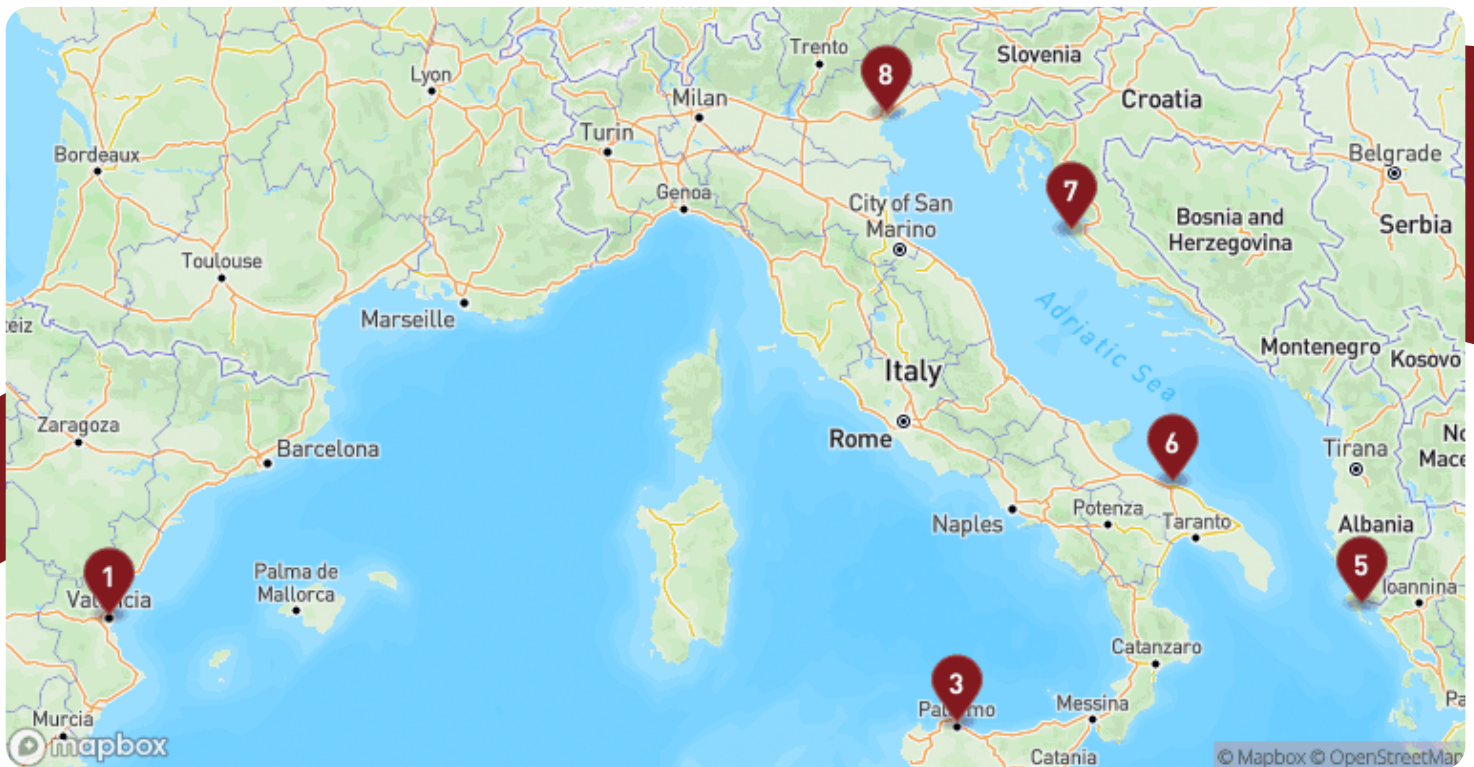 Trento
8
Slovenia
Lyon
Milan
Croatia
Turin
Bordeaux
Belgrade
Genoa
7
City of San
Marino
Bosnia and
Herzegovina
Serbia
Toulouse
Adriatic Sea
Marseille
Montenegro
Kosovo
Italy
Zaragoza
Barcelona
Rome
6
Tirana
Naples
Potenza
Taranto
Albania
1
Palma de
Mallorca
5
Ioannina
Catanzaro
3
Messina
Murcia
Catania
mapbox
© Mapbox © OpenStreetMap